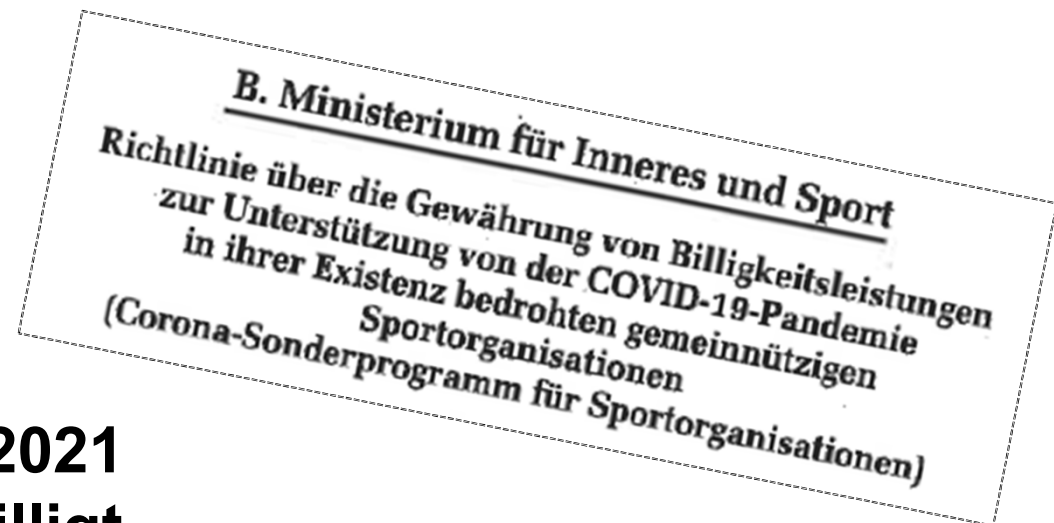 B. Ministerium für Inneres und Sport
Richtlinie über die Gewährung von Billigkeitsleistungen
zur Unterstützung von der COVID-19-Pandemie
in ihrer Existenz bedrohten gemeinnützigen
Sportorganisationen
(Corona-Sonderprogramm für Sportorganisationen)
2021